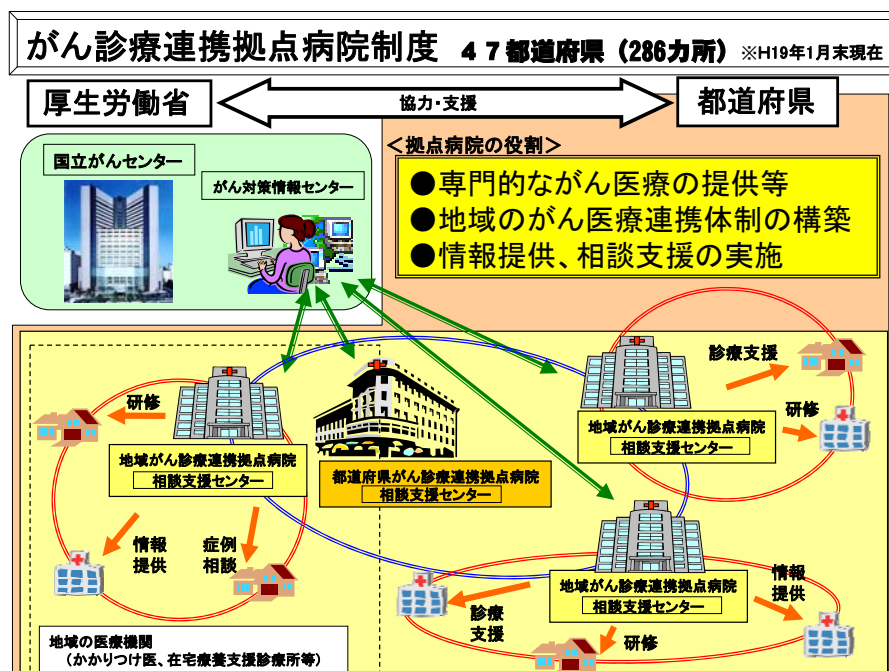 がん診療連携拠点病院制度 ４７都道府県（286カ所）※H19年1月末現在
厚生労働省
協力・支援
都道府県
国立がんセンター
がん対策情報センター
＜拠点病院の役割＞
●専門的ながん医療の提供等
●地域のがん医療連携体制の構築
●情報提供、相談支援の実施
研修
地域がん診療連携拠点病院
相談支援センター
情報
提供
症例
相談
都道府県がん診療連携拠点病院
相談支援センター
診療支援
研修
地域がん診療連携拠点病院
相談支援センター
地域がん診療連携拠点病院
相談支援センター
診療
支援
研修
情報
提供
地域の医療機関
（かかりつけ医、在宅療養支援診療所等）